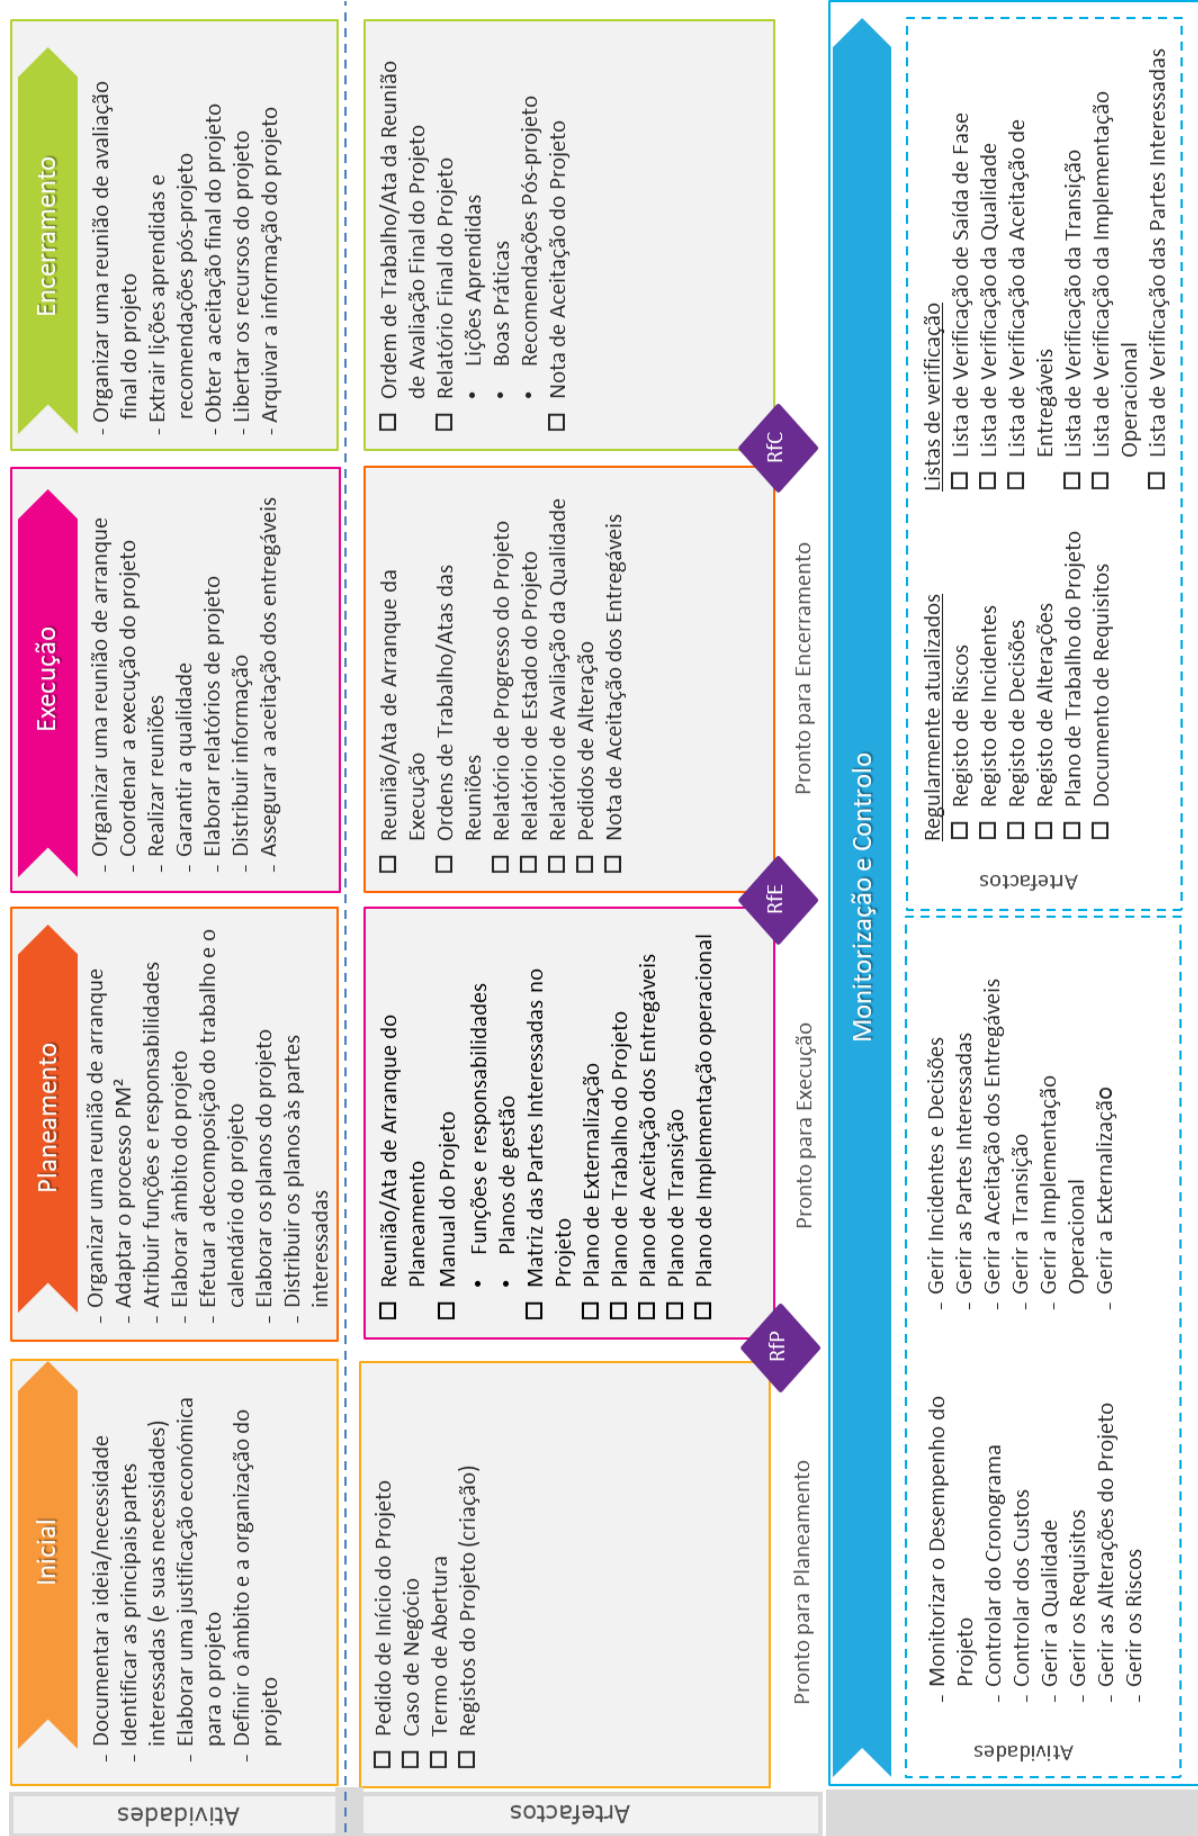 Atividades
Inicial
- Documentar a ideia/necessidade
- Identificar as principais partes
interessadas (e suas necessidades)
- Elaborar uma justificação económica
para o projeto
- Definir o âmbito e a organização do
projeto
Planeamento
- Organizar uma reunião de arranque
- Adaptar o processo PM²
- Atribuir funções e responsabilidades
- Elaborar âmbito do projeto
- Efetuar a decomposição do trabalho e o
calendário do projeto
- Elaborar os planos do projeto
- Distribuir os planos às partes
interessadas
Execução
- Organizar uma reunião de arranque
- Coordenar a execução do projeto
- Realizar reuniões
- Garantir a qualidade
- Elaborar relatórios de projeto
- Distribuir informação
- Assegurar a aceitação dos entregáveis
Encerramento
- Organizar uma reunião de avaliação
final do projeto
- Extrair lições aprendidas e
recomendações pós-projeto
- Obter a aceitação final do projeto
- Libertar os recursos do projeto
- Arquivar a informação do projeto
Artefactos
☐ Pedido de Início do Projeto
☐ Caso de Negócio
☐ Termo de Abertura
☐ Registos do Projeto (criação)
Pronto para Planeamento
RfP
☐ Reunião/Ata de Arranque do
Planeamento
☐ Manual do Projeto
• Funções e responsabilidades
• Planos de gestão
☐ Matriz das Partes Interessadas no
Projeto
☐ Plano de Externalização
☐ Plano de Trabalho do Projeto
☐ Plano de Aceitação dos Entregáveis
☐ Plano de Transição
☐ Plano de Implementação operacional
Pronto para Execução
RfE
☐ Reunião/Ata de Arranque da
Execução
☐ Ordens de Trabalho/Atas das
Reuniões
☐ Relatório de Progresso do Projeto
☐ Relatório de Estado do Projeto
☐ Relatório de Avaliação da Qualidade
☐ Pedidos de Alteração
☐ Nota de Aceitação dos Entregáveis
Pronto para Encerramento
RfC
☐ Ordem de Trabalho/Ata da Reunião
de Avaliação Final do Projeto
☐ Relatório Final do Projeto
• Lições Aprendidas
• Boas Práticas
• Recomendações Pós-projeto
☐ Nota de Aceitação do Projeto
Monitorização e Controlo
Atividades
- Monitorizar o Desempenho do
Projeto
- Controlar do Cronograma
- Controlar dos Custos
- Gerir a Qualidade
- Gerir os Requisitos
- Gerir as Alterações do Projeto
- Gerir os Riscos
- Gerir Incidentes e Decisões
- Gerir as Partes Interessadas
- Gerir a Aceitação dos Entregáveis
- Gerir a Transição
- Gerir a Implementação
Operacional
- Gerir a Externalização
Artefactos
Regularmente atualizados
☐ Registo de Riscos
☐ Registo de Incidentes
☐ Registo de Decisões
☐ Registo de Alterações
☐ Plano de Trabalho do Projeto
☐ Documento de Requisitos
Listas de verificação
☐ Lista de Verificação de Saída de Fase
☐ Lista de Verificação da Qualidade
☐ Lista de Verificação da Aceitação de
Entregáveis
☐ Lista de Verificação da Transição
☐ Lista de Verificação da Implementação
Operacional
☐ Lista de Verificação das Partes Interessadas